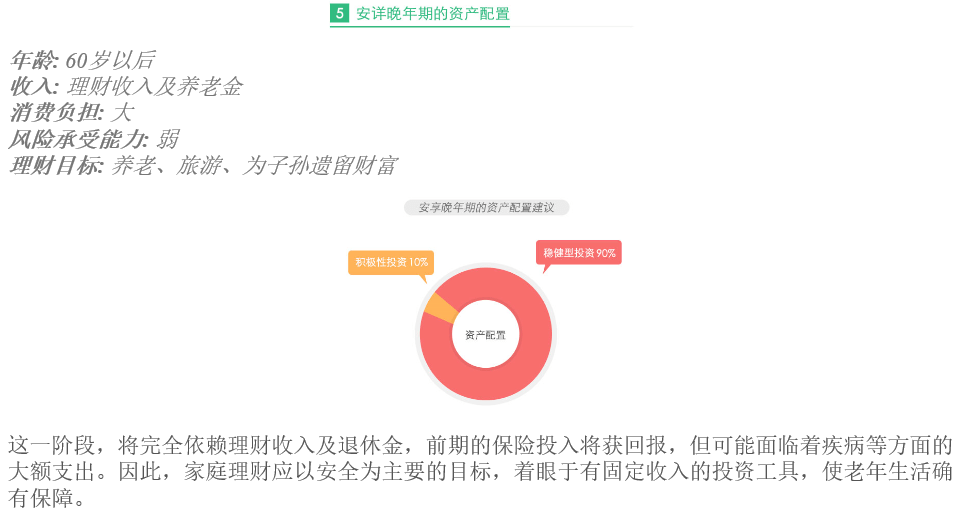 5 安详晚年期的资产配置
年龄: 60岁以后
收入: 理财收入及养老金
消费负担: 大
风险承受能力: 弱
理财目标: 养老、旅游、为子孙遗留财富
安享晚年期的资产配置建议
稳健型投资 90%
积极性投资 10%
资产配置
这一阶段，将完全依赖理财收入及退休金，前期的保险投入将获回报，但可能面临着疾病等方面的
大额支出。因此，家庭理财应以安全为主要的目标，着眼于有固定收入的投资工具，使老年生活确
有保障。